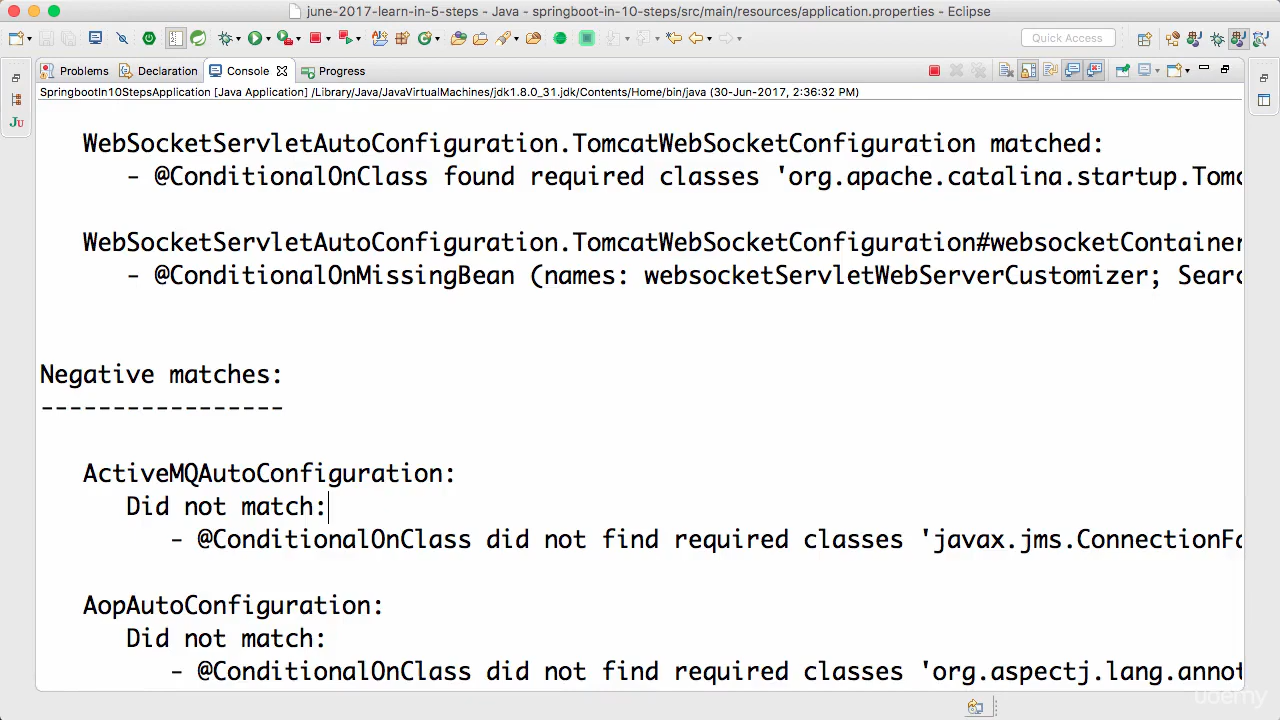 june-2017-learn-in-5-steps - Java - springboot-in-10-steps/src/main/resources/application.properties - Eclipse
Quick Access
Problems Declaration Console Progress
SpringbootIn10StepsApplication [Java Application] /Library/Java/JavaVirtualMachines/jdk1.8.0_31.jdk/Contents/Home/bin/java (30-Jun-2017, 2:36:32 PM)
WebSocketServletAutoConfiguration.TomcatWebSocketConfiguration matched:
- @ConditionalOnClass found required classes 'org.apache.catalina.startup.Tomc
WebSocketServletAutoConfiguration.TomcatWebSocketConfiguration#websocketContainer
- @ConditionalOnMissingBean (names: websocketServletWebServerCustomizer; Searc
Negative matches:
-----------------
ActiveMQAutoConfiguration:
Did not match:
- @ConditionalOnClass did not find required classes 'javax.jms.ConnectionFa
AopAutoConfiguration:
Did not match:
- @ConditionalOnClass did not find required classes 'org.aspectj.lang.annot
JU
udemy